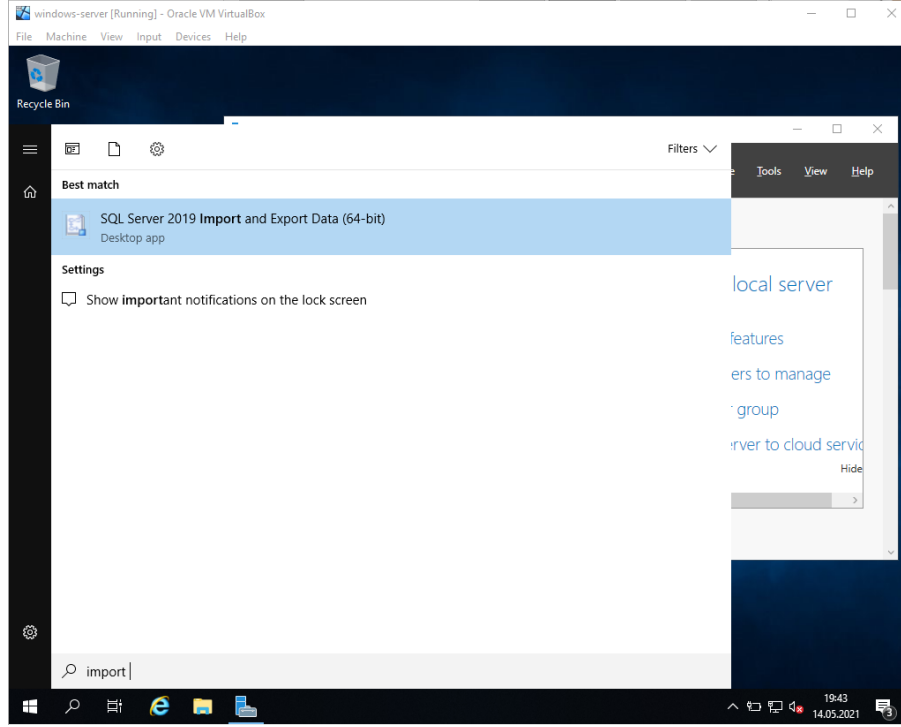 windows-server [Running] - Oracle VM VirtualBox
File Machine View Input Devices Help
Recycle Bin
Filters
Tools View Help
Best match
SQL Server 2019 Import and Export Data (64-bit)
Desktop app
Settings
Show important notifications on the lock screen
local server
features
ers to manage
group
erver to cloud servic
Hide
import
19:43
14.05.2021
3